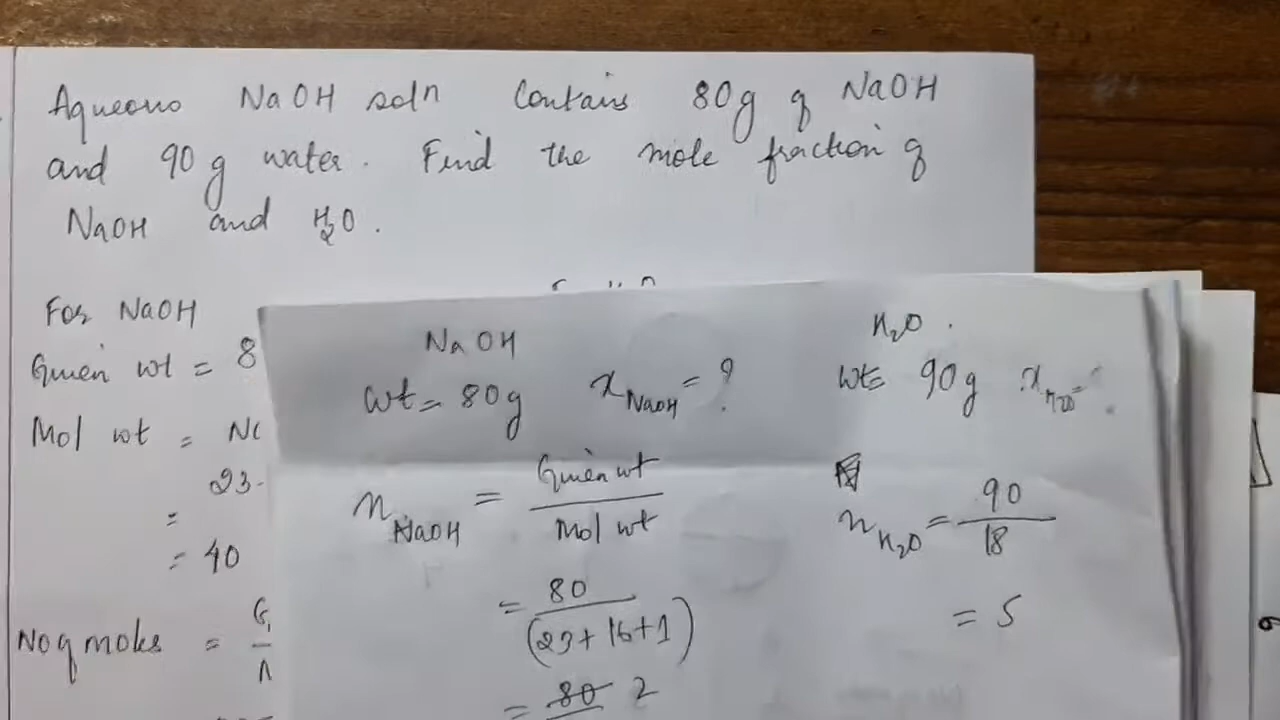 Aqueous NaOH soln Contains 80g of NaOH
and 90 g water. Find the mole fraction of
NaOH and H2O.
For NaOH
Given wt = 8
Mol wt =
23
=
= 40
No of moles =
NaOH
wt = 80g x NaOH = ?
nNaOH = Given wt
Mol wt
= 80
(23+16+1)
= 80 2
H2O.
wt= 90g xH2O= ?
nH2O = 90
18
= 5